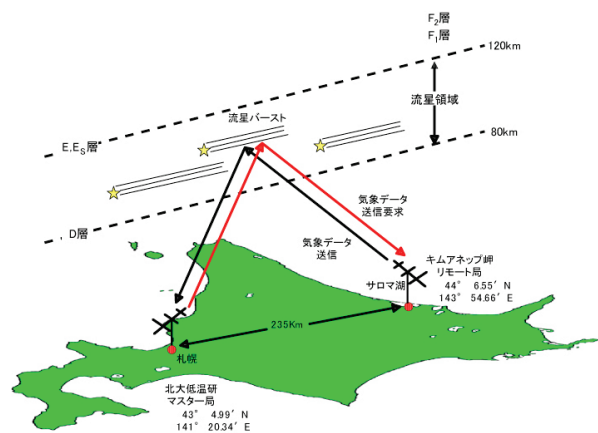 F₂層
F₁層
120km
流星領域
80km
流星バースト
E,Eₛ層
D層
気象データ
送信要求
気象データ
送信
キムアネップ岬
リモート局
44° 6.55′ N
143° 54.66′ E
サロマ湖
235Km
札幌
北大低温研
マスター局
43° 4.99′ N
141° 20.34′ E